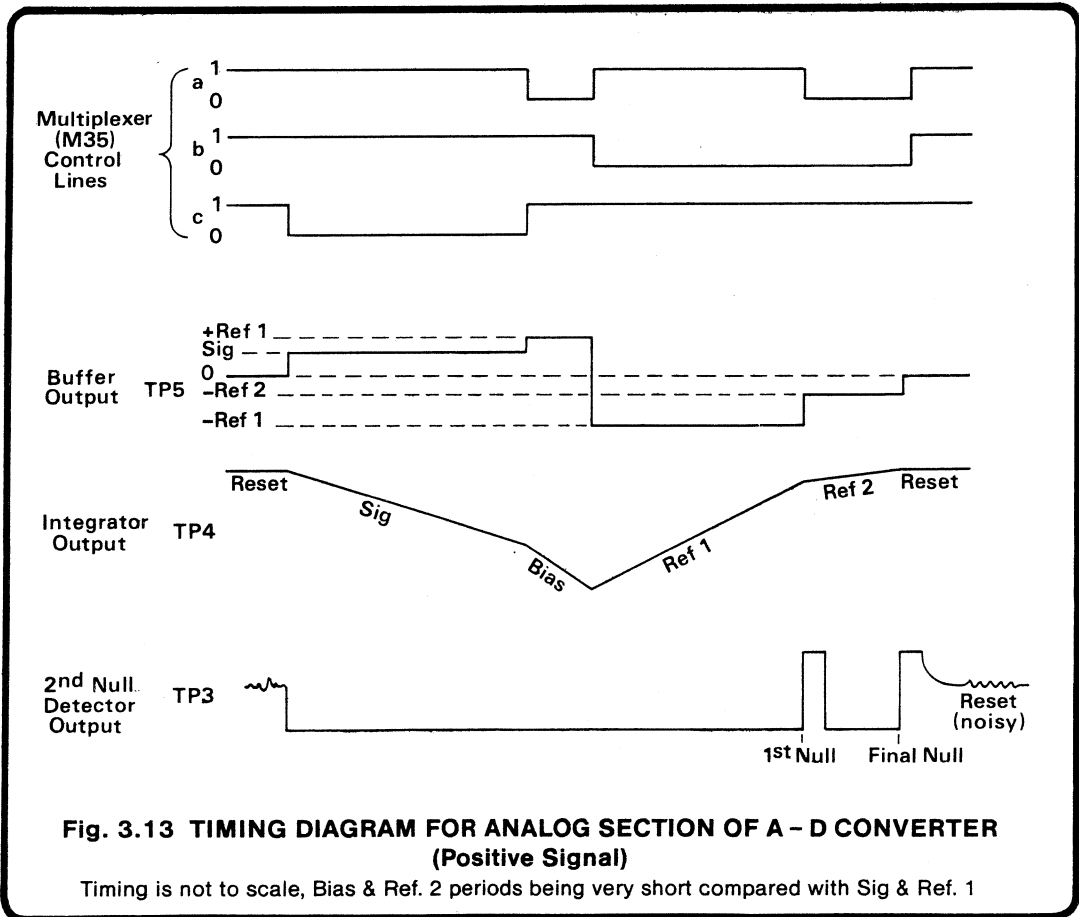 Multiplexer
(M35)
Control
Lines
a 1
0
b 1
0
c 1
0
Buffer
Output
TP5
+Ref 1
Sig
0
–Ref 2
–Ref 1
Integrator
Output
TP4
Reset
Sig
Bias
Ref 1
Ref 2
Reset
2nd Null
Detector
Output
TP3
1st Null
Final Null
Reset
(noisy)
Fig. 3.13 TIMING DIAGRAM FOR ANALOG SECTION OF A – D CONVERTER
(Positive Signal)
Timing is not to scale, Bias & Ref. 2 periods being very short compared with Sig & Ref. 1